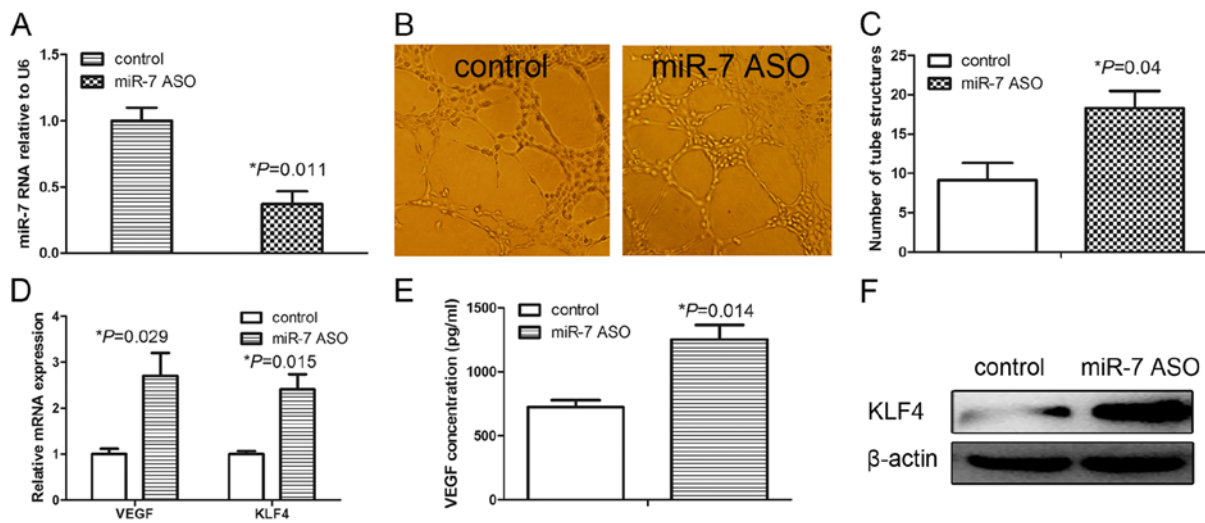 A
miR-7 RNA relative to U6
1.5
1.0
0.5
0.0
control
miR-7 ASO
*P=0.011
B
control
miR-7 ASO
C
Number of tube structures
25
20
15
10
5
0
control
miR-7 ASO
*P=0.04
D
Relative mRNA expression
4
3
2
1
0
control
miR-7 ASO
*P=0.029
*P=0.015
VEGF
KLF4
E
VEGF concentration (pg/ml)
1500
1000
500
0
control
miR-7 ASO
*P=0.014
F
control
miR-7 ASO
KLF4
β-actin